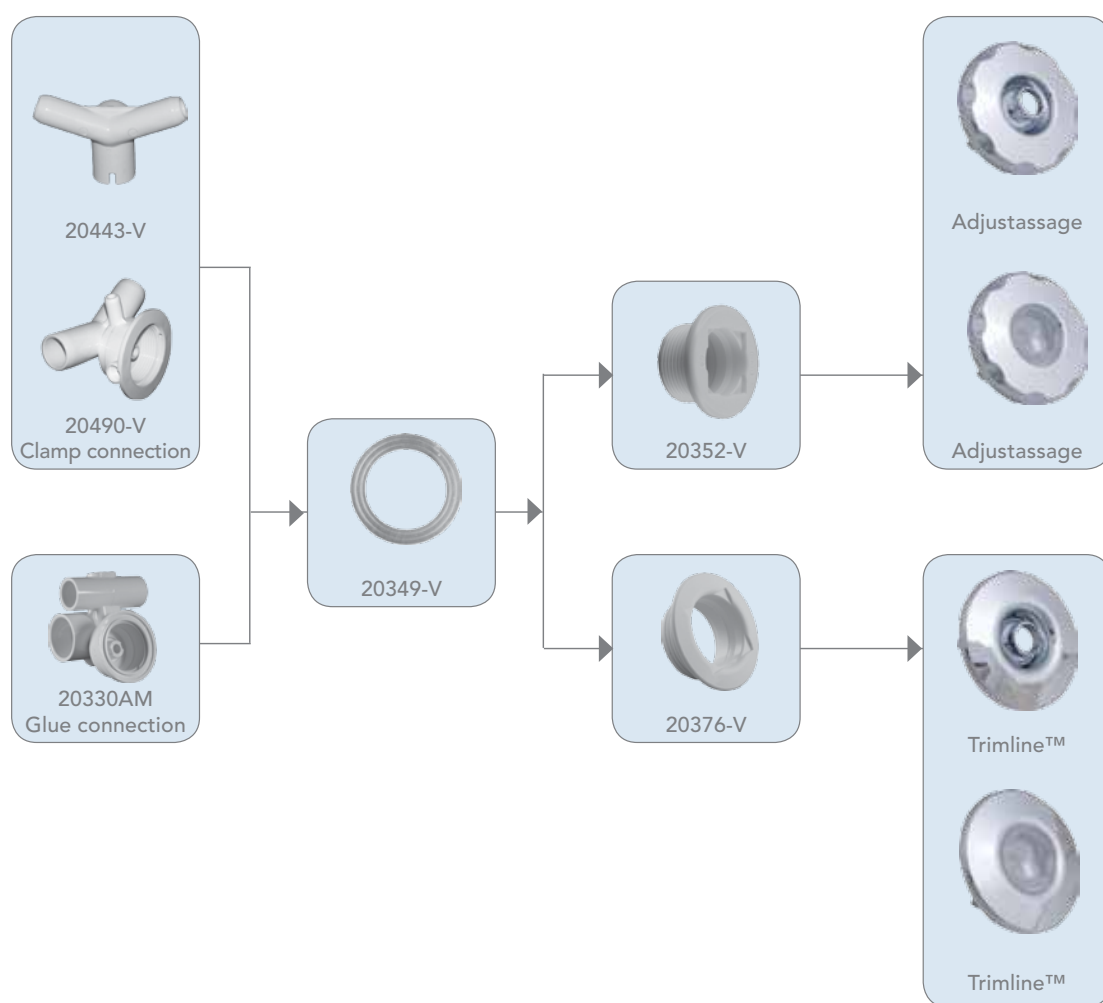 20443-V
20490-V
Clamp connection
20330AM
Glue connection
20349-V
20352-V
20376-V
Adjustassage
Adjustassage
Trimline™
Trimline™